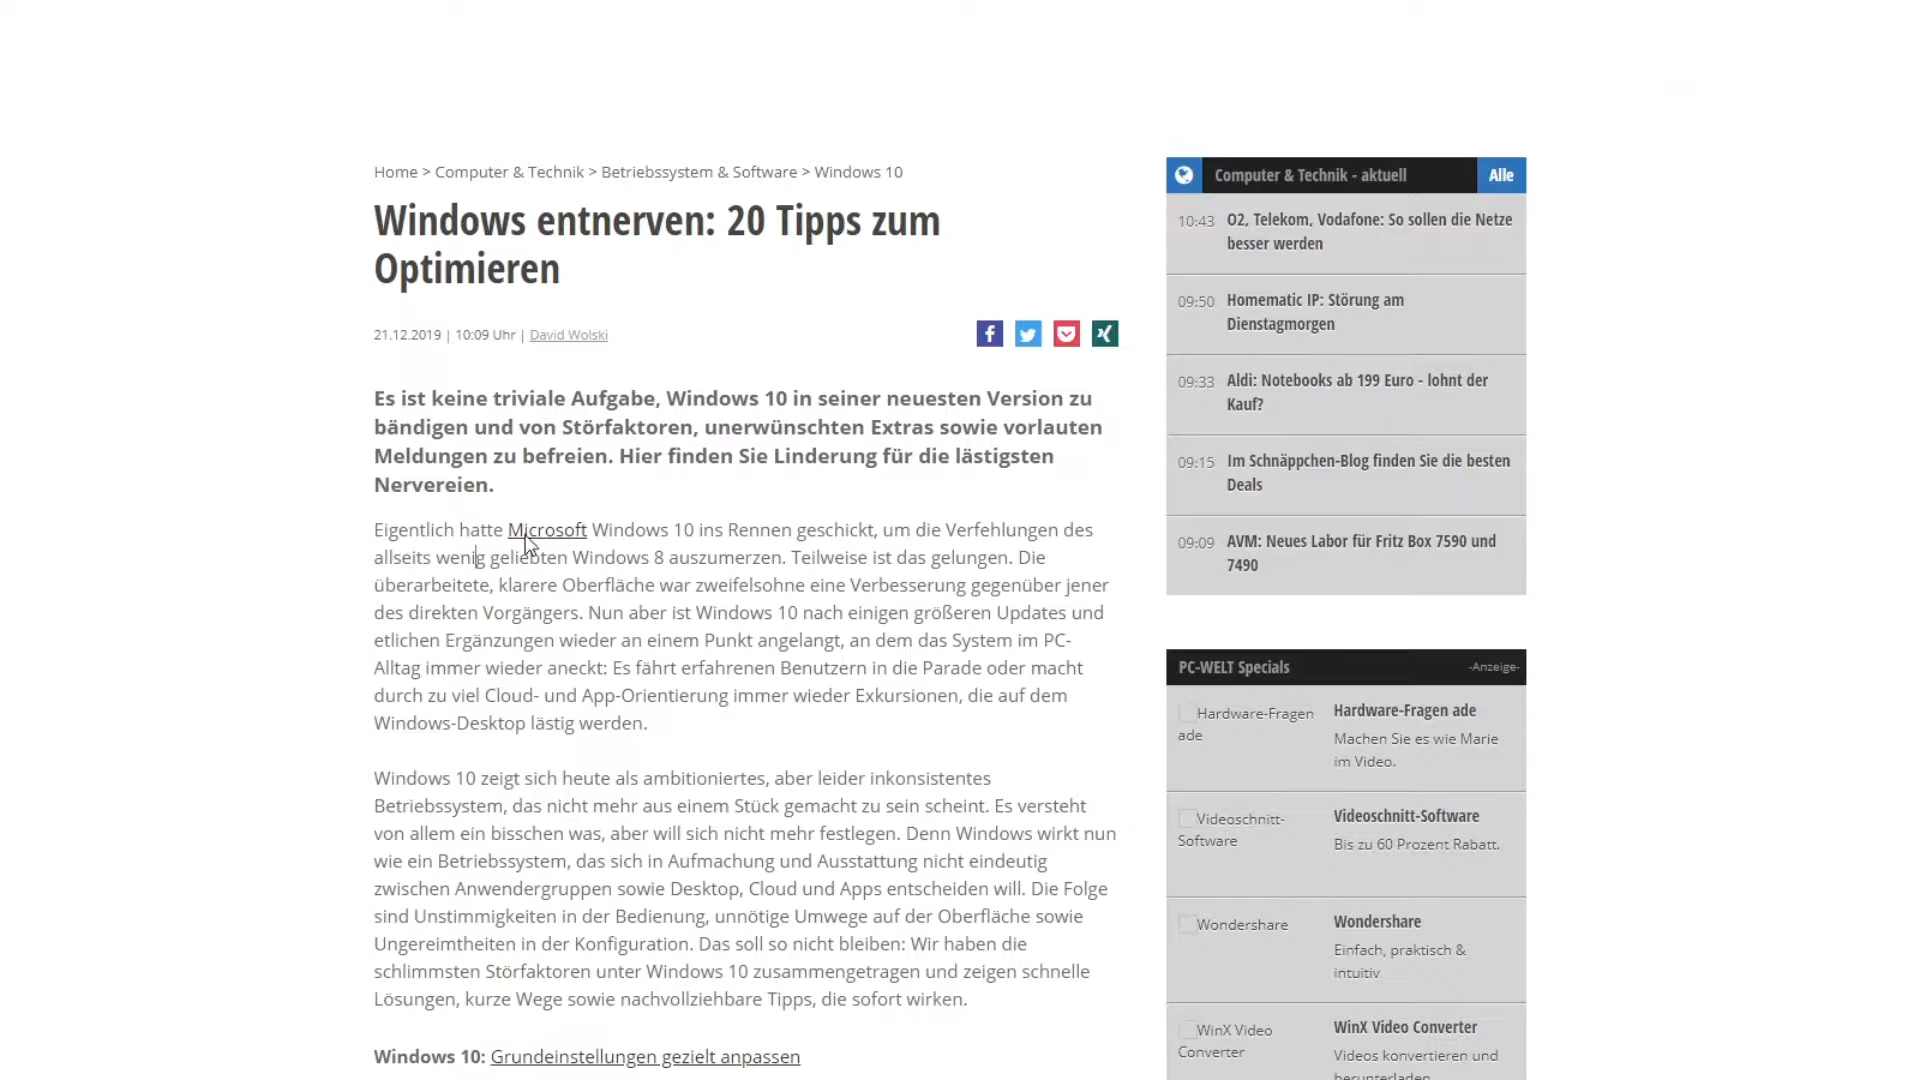 Home > Computer & Technik > Betriebssystem & Software > Windows 10
Windows entnerven: 20 Tipps zum
Optimieren
21.12.2019 | 10:09 Uhr | David Wolski
Es ist keine triviale Aufgabe, Windows 10 in seiner neuesten Version zu
bändigen und von Störfaktoren, unerwünschten Extras sowie vorlauten
Meldungen zu befreien. Hier finden Sie Linderung für die lästigsten
Nervereien.
Eigentlich hatte Microsoft Windows 10 ins Rennen geschickt, um die Verfehlungen des
allseits wenig geliebten Windows 8 auszumerzen. Teilweise ist das gelungen. Die
überarbeitete, klarere Oberfläche war zweifelsohne eine Verbesserung gegenüber jener
des direkten Vorgängers. Nun aber ist Windows 10 nach einigen größeren Updates und
etlichen Ergänzungen wieder an einem Punkt angelangt, an dem das System im PC-
Alltag immer wieder aneckt: Es fährt erfahrenen Benutzern in die Parade oder macht
durch zu viel Cloud- und App-Orientierung immer wieder Exkursionen, die auf dem
Windows-Desktop lästig werden.
Windows 10 zeigt sich heute als ambitioniertes, aber leider inkonsistentes
Betriebssystem, das nicht mehr aus einem Stück gemacht zu sein scheint. Es versteht
von allem ein bisschen was, aber will sich nicht mehr festlegen. Denn Windows wirkt nun
wie ein Betriebssystem, das sich in Aufmachung und Ausstattung nicht eindeutig
zwischen Anwendergruppen sowie Desktop, Cloud und Apps entscheiden will. Die Folge
sind Unstimmigkeiten in der Bedienung, unnötige Umwege auf der Oberfläche sowie
Ungereimtheiten in der Konfiguration. Das soll so nicht bleiben: Wir haben die
schlimmsten Störfaktoren unter Windows 10 zusammengetragen und zeigen schnelle
Lösungen, kurze Wege sowie nachvollziehbare Tipps, die sofort wirken.
Windows 10: Grundeinstellungen gezielt anpassen
Computer & Technik - aktuell Alle
10:43 O2, Telekom, Vodafone: So sollen die Netze
besser werden
09:50 Homematic IP: Störung am
Dienstagmorgen
09:33 Aldi: Notebooks ab 199 Euro - lohnt der
Kauf?
09:15 Im Schnäppchen-Blog finden Sie die besten
Deals
09:09 AVM: Neues Labor für Fritz Box 7590 und
7490
PC-WELT Specials -Anzeige-
Hardware-Fragen
ade
Hardware-Fragen ade
Machen Sie es wie Marie
im Video.
Videoschnitt-
Software
Videoschnitt-Software
Bis zu 60 Prozent Rabatt.
Wondershare
Wondershare
Einfach, praktisch &
intuitiv
WinX Video
Converter
WinX Video Converter
Videos konvertieren und
herunterladen